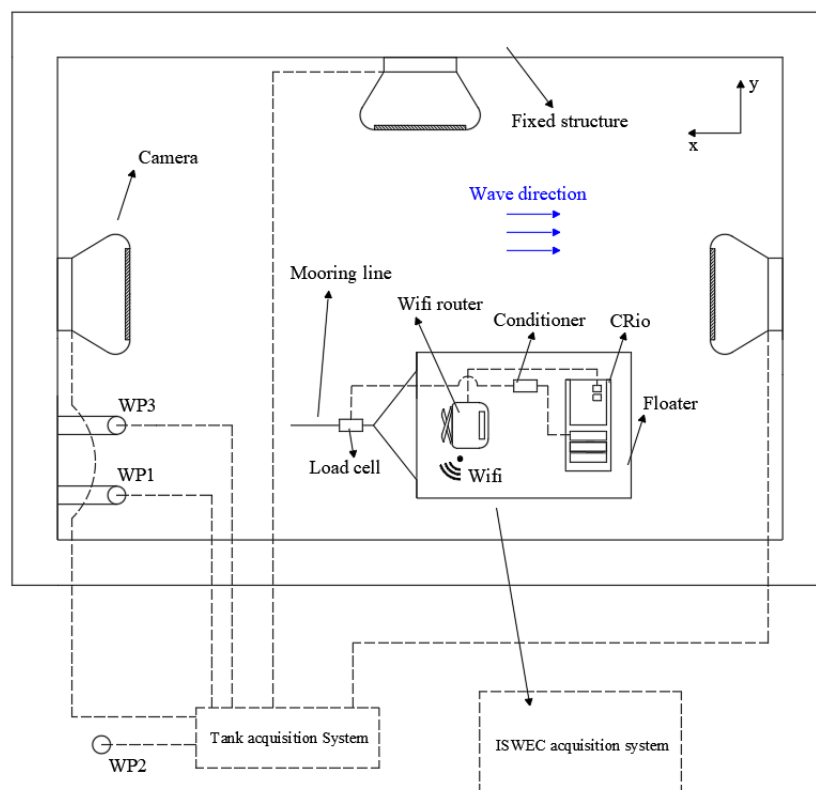 y
Fixed structure
x
Camera
Wave direction
Mooring line
Wifi router
Conditioner
CRio
WP3
Floater
Load cell
Wifi
WP1
Tank acquisition System
ISWEC acquisition system
WP2